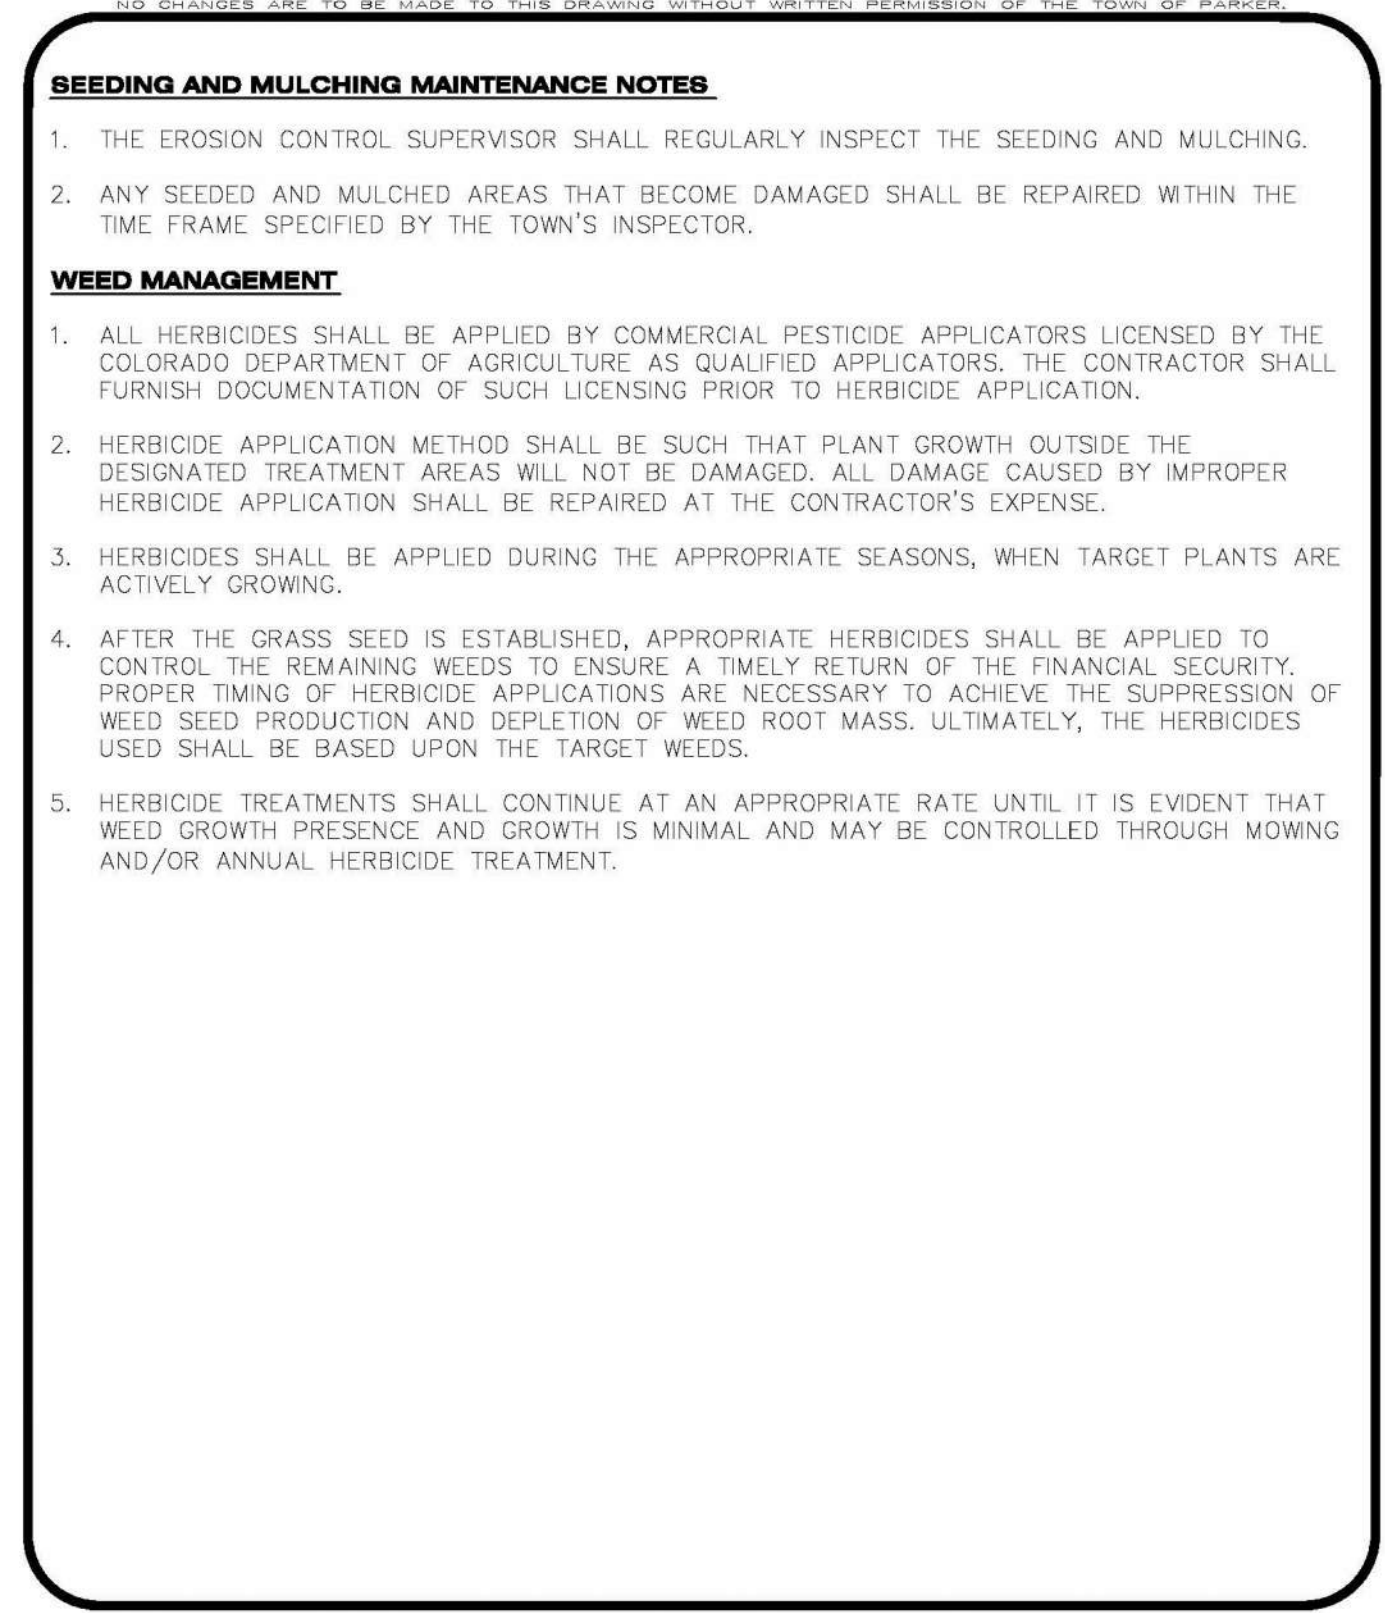 NO CHANGES ARE TO BE MADE TO THIS DRAWING WITHOUT WRITTEN PERMISSION OF THE TOWN OF PARKER.
SEEDING AND MULCHING MAINTENANCE NOTES
1. THE EROSION CONTROL SUPERVISOR SHALL REGULARLY INSPECT THE SEEDING AND MULCHING.
2. ANY SEEDED AND MULCHED AREAS THAT BECOME DAMAGED SHALL BE REPAIRED WITHIN THE
TIME FRAME SPECIFIED BY THE TOWN'S INSPECTOR.
WEED MANAGEMENT
1. ALL HERBICIDES SHALL BE APPLIED BY COMMERCIAL PESTICIDE APPLICATORS LICENSED BY THE
COLORADO DEPARTMENT OF AGRICULTURE AS QUALIFIED APPLICATORS. THE CONTRACTOR SHALL
FURNISH DOCUMENTATION OF SUCH LICENSING PRIOR TO HERBICIDE APPLICATION.
2. HERBICIDE APPLICATION METHOD SHALL BE SUCH THAT PLANT GROWTH OUTSIDE THE
DESIGNATED TREATMENT AREAS WILL NOT BE DAMAGED. ALL DAMAGE CAUSED BY IMPROPER
HERBICIDE APPLICATION SHALL BE REPAIRED AT THE CONTRACTOR'S EXPENSE.
3. HERBICIDES SHALL BE APPLIED DURING THE APPROPRIATE SEASONS, WHEN TARGET PLANTS ARE
ACTIVELY GROWING.
4. AFTER THE GRASS SEED IS ESTABLISHED, APPROPRIATE HERBICIDES SHALL BE APPLIED TO
CONTROL THE REMAINING WEEDS TO ENSURE A TIMELY RETURN OF THE FINANCIAL SECURITY.
PROPER TIMING OF HERBICIDE APPLICATIONS ARE NECESSARY TO ACHIEVE THE SUPPRESSION OF
WEED SEED PRODUCTION AND DEPLETION OF WEED ROOT MASS. ULTIMATELY, THE HERBICIDES
USED SHALL BE BASED UPON THE TARGET WEEDS.
5. HERBICIDE TREATMENTS SHALL CONTINUE AT AN APPROPRIATE RATE UNTIL IT IS EVIDENT THAT
WEED GROWTH PRESENCE AND GROWTH IS MINIMAL AND MAY BE CONTROLLED THROUGH MOWING
AND/OR ANNUAL HERBICIDE TREATMENT.